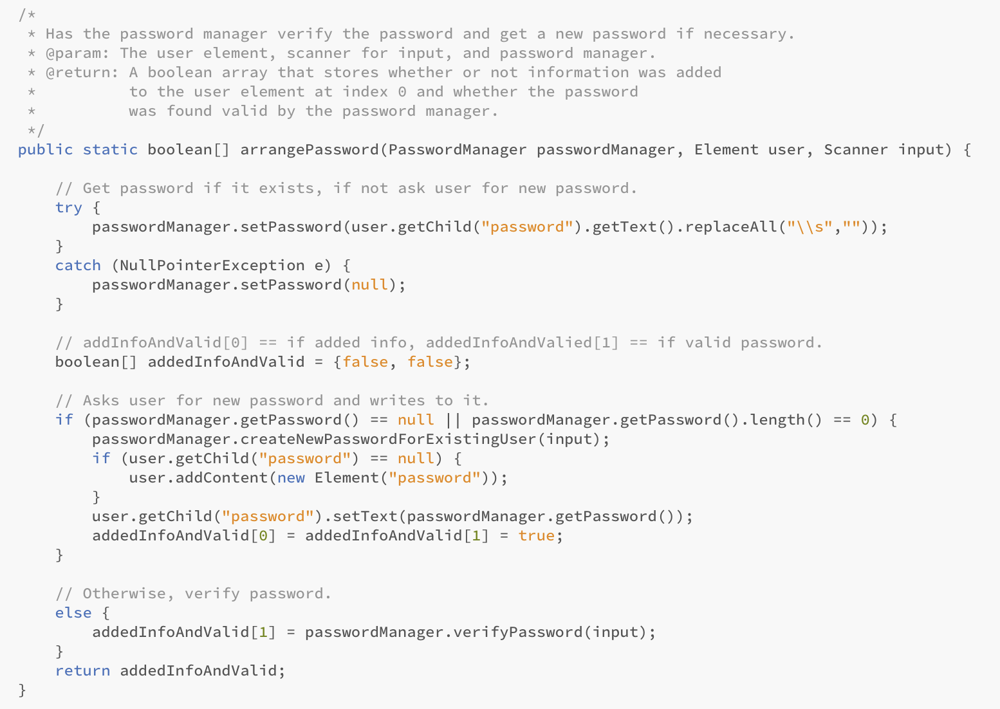 /*
 * Has the password manager verify the password and get a new password if necessary.
 * @param: The user element, scanner for input, and password manager.
 * @return: A boolean array that stores whether or not information was added
 *          to the user element at index 0 and whether the password
 *          was found valid by the password manager.
 */
public static boolean[] arrangePassword(PasswordManager passwordManager, Element user, Scanner input) {

    // Get password if it exists, if not ask user for new password.
    try {
        passwordManager.setPassword(user.getChild("password").getText().replaceAll("\\s",""));
    }
    catch (NullPointerException e) {
        passwordManager.setPassword(null);
    }

    // addInfoAndValid[0] == if added info, addedInfoAndValied[1] == if valid password.
    boolean[] addedInfoAndValid = {false, false};

    // Asks user for new password and writes to it.
    if (passwordManager.getPassword() == null || passwordManager.getPassword().length() == 0) {
        passwordManager.createNewPasswordForExistingUser(input);
        if (user.getChild("password") == null) {
            user.addContent(new Element("password"));
        }
        user.getChild("password").setText(passwordManager.getPassword());
        addedInfoAndValid[0] = addedInfoAndValid[1] = true;
    }

    // Otherwise, verify password.
    else {
        addedInfoAndValid[1] = passwordManager.verifyPassword(input);
    }
    return addedInfoAndValid;
}